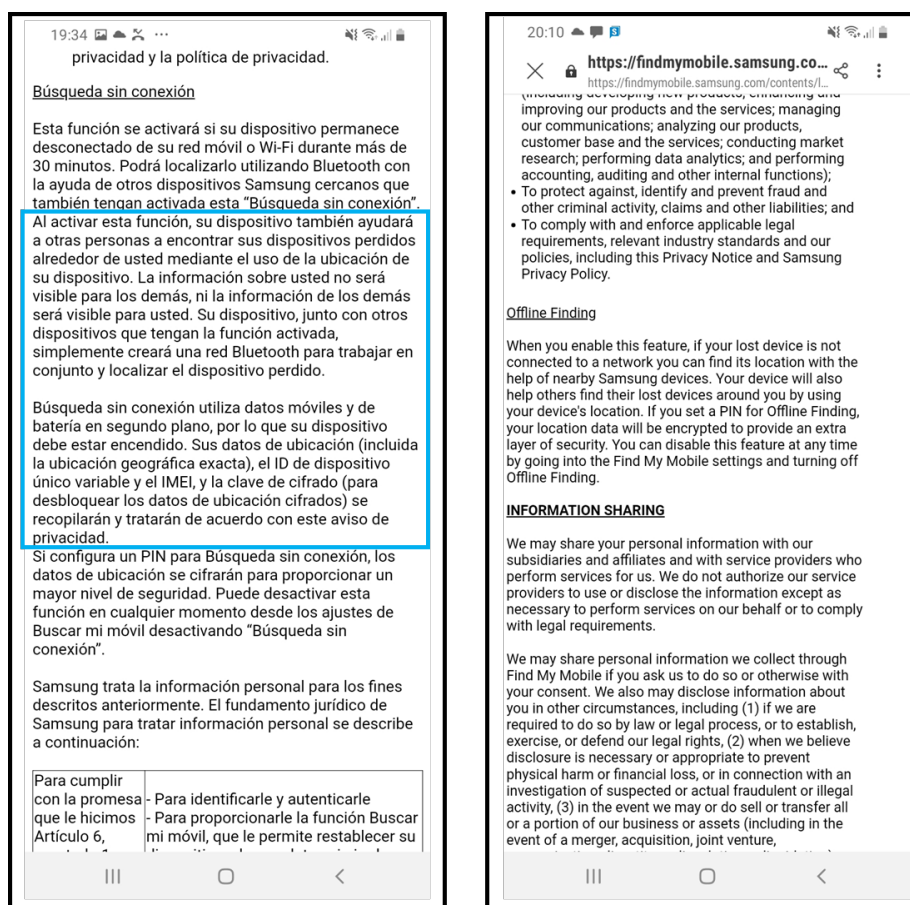 19:34
privacidad y la política de privacidad.
Búsqueda sin conexión
Esta función se activará si su dispositivo permanece
desconectado de su red móvil o Wi-Fi durante más de
30 minutos. Podrá localizarlo utilizando Bluetooth con
la ayuda de otros dispositivos Samsung cercanos que
también tengan activada esta “Búsqueda sin conexión”.
Al activar esta función, su dispositivo también ayudará
a otras personas a encontrar sus dispositivos perdidos
alrededor de usted mediante el uso de la ubicación de
su dispositivo. La información sobre usted no será
visible para los demás, ni la información de los demás
será visible para usted. Su dispositivo, junto con otros
dispositivos que tengan la función activada,
simplemente creará una red Bluetooth para trabajar en
conjunto y localizar el dispositivo perdido.
Búsqueda sin conexión utiliza datos móviles y de
batería en segundo plano, por lo que su dispositivo
debe estar encendido. Sus datos de ubicación (incluida
la ubicación geográfica exacta), el ID de dispositivo
único variable y el IMEI, y la clave de cifrado (para
desbloquear los datos de ubicación cifrados) se
recopilarán y tratarán de acuerdo con este aviso de
privacidad.
Si configura un PIN para Búsqueda sin conexión, los
datos de ubicación se cifrarán para proporcionar un
mayor nivel de seguridad. Puede desactivar esta
función en cualquier momento desde los ajustes de
Buscar mi móvil desactivando “Búsqueda sin
conexión”.
Samsung trata la información personal para los fines
descritos anteriormente. El fundamento jurídico de
Samsung para tratar información personal se describe
a continuación:
Para cumplir
con la promesa
que le hicimos
Artículo 6,
- Para identificarle y autenticarle
- Para proporcionarle la función Buscar
mi móvil, que le permite restablecer su
20:10
https://findmymobile.samsung.co...
https://findmymobile.samsung.com/contents/l...
(including developing new products, enhancing and
improving our products and the services; managing
our communications; analyzing our products,
customer base and the services; conducting market
research; performing data analytics; and performing
accounting, auditing and other internal functions);
• To protect against, identify and prevent fraud and
other criminal activity, claims and other liabilities; and
• To comply with and enforce applicable legal
requirements, relevant industry standards and our
policies, including this Privacy Notice and Samsung
Privacy Policy.
Offline Finding
When you enable this feature, if your lost device is not
connected to a network you can find its location with the
help of nearby Samsung devices. Your device will also
help others find their lost devices around you by using
your device's location. If you set a PIN for Offline Finding,
your location data will be encrypted to provide an extra
layer of security. You can disable this feature at any time
by going into the Find My Mobile settings and turning off
Offline Finding.
INFORMATION SHARING
We may share your personal information with our
subsidiaries and affiliates and with service providers who
perform services for us. We do not authorize our service
providers to use or disclose the information except as
necessary to perform services on our behalf or to comply
with legal requirements.
We may share personal information we collect through
Find My Mobile if you ask us to do so or otherwise with
your consent. We also may disclose information about
you in other circumstances, including (1) if we are
required to do so by law or legal process, or to establish,
exercise, or defend our legal rights, (2) when we believe
disclosure is necessary or appropriate to prevent
physical harm or financial loss, or in connection with an
investigation of suspected or actual fraudulent or illegal
activity, (3) in the event we may or do sell or transfer all
or a portion of our business or assets (including in the
event of a merger, acquisition, joint venture,